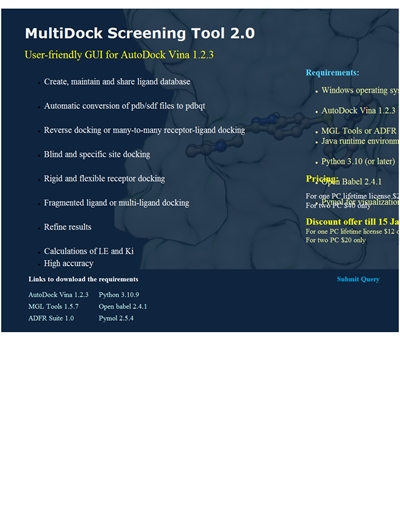 MultiDock Screening Tool 2.0
User-friendly GUI for AutoDock Vina 1.2.3
Create, maintain and share ligand database
Automatic conversion of pdb/sdf files to pdbqt
Reverse docking or many-to-many receptor-ligand docking
Blind and specific site docking
Rigid and flexible receptor docking
Fragmented ligand or multi-ligand docking
Refine results
Calculations of LE and Ki
High accuracy
Requirements:
Windows operating sys
AutoDock Vina 1.2.3
MGL Tools or ADFR
Java runtime environm
Python 3.10 (or later)
Open Babel 2.4.1
Pymol for visualization
Pricing:
For one PC lifetime license $2
For two PC $40 only
Discount offer till 15 Ja
For one PC lifetime license $12 o
For two PC $20 only
Links to download the requirements
AutoDock Vina 1.2.3 Python 3.10.9
MGL Tools 1.5.7 Open babel 2.4.1
ADFR Suite 1.0 Pymol 2.5.4
Submit Query